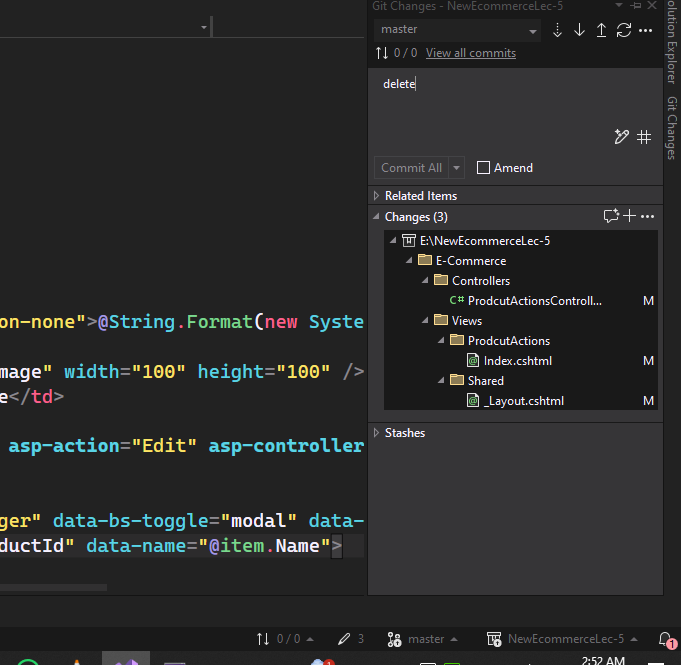 Git Changes - NewEcommerceLec-5
master
0 / 0 View all commits
delete
Commit All
Amend
Related Items
Changes (3)
E:\NewEcommerceLec-5
E-Commerce
Controllers
C# ProdcutActionsControll... M
Views
ProdcutActions
Index.cshtml M
Shared
_Layout.cshtml M
Stashes
olution Explorer
Git Changes
on-none">@String.Format(new Syste
mage" width="100" height="100" />
e</td>
asp-action="Edit" asp-controller
ger" data-bs-toggle="modal" data-
ductId" data-name="@item.Name">
0 / 0 3 master NewEcommerceLec-5 1
2:52 AM